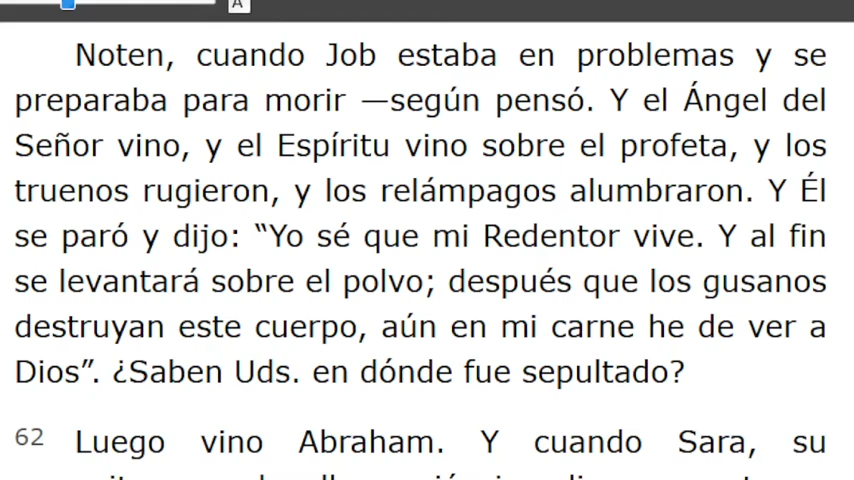 A
Noten, cuando Job estaba en problemas y se
preparaba para morir —según pensó. Y el Ángel del
Señor vino, y el Espíritu vino sobre el profeta, y los
truenos rugieron, y los relámpagos alumbraron. Y Él
se paró y dijo: “Yo sé que mi Redentor vive. Y al fin
se levantará sobre el polvo; después que los gusanos
destruyan este cuerpo, aún en mi carne he de ver a
Dios”. ¿Saben Uds. en dónde fue sepultado?
62 Luego vino Abraham. Y cuando Sara, su